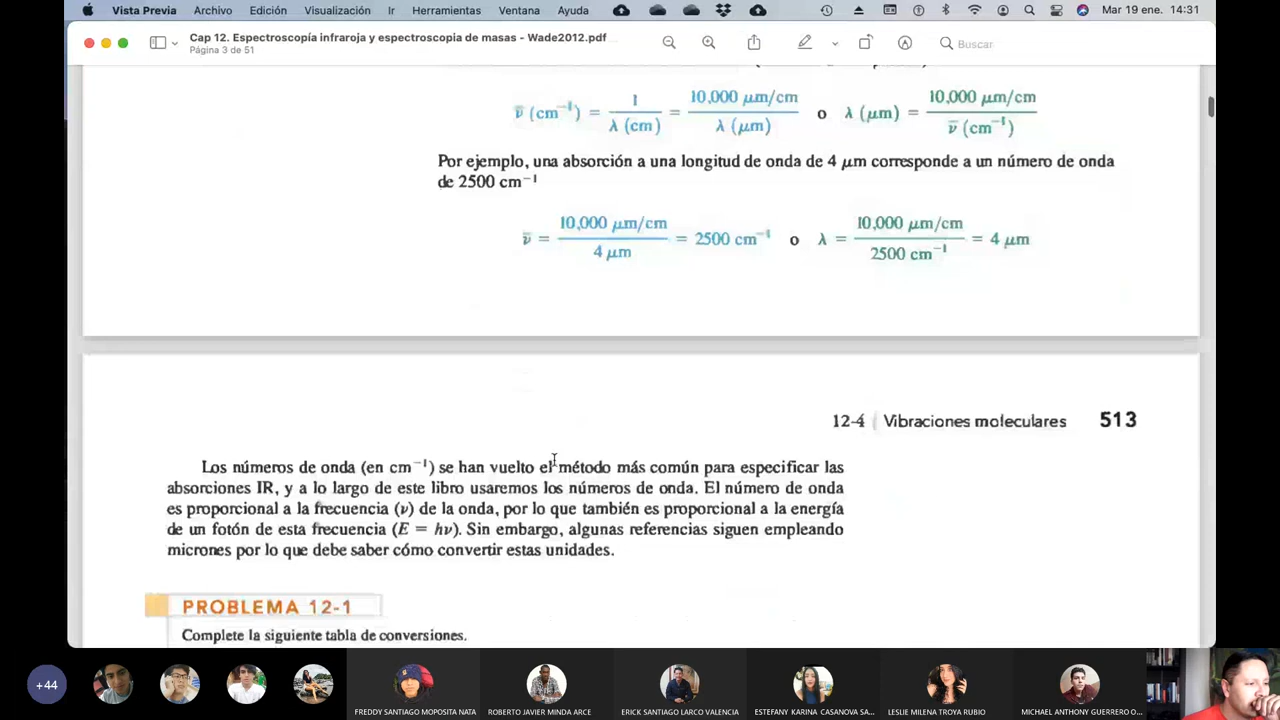 Vista Previa Archivo Edición Visualización Ir Herramientas Ventana Ayuda Mar 19 ene. 14:31
Cap 12. Espectroscopía infraroja y espectroscopia de masas - Wade2012.pdf
Página 3 de 51
Buscar
ν̅ (cm⁻¹) = 1 / λ (cm) = 10,000 μm/cm / λ (μm) o λ (μm) = 10,000 μm/cm / ν̅ (cm⁻¹)
Por ejemplo, una absorción a una longitud de onda de 4 μm corresponde a un número de onda
de 2500 cm⁻¹
ν̅ = 10,000 μm/cm / 4 μm = 2500 cm⁻¹ o λ = 10,000 μm/cm / 2500 cm⁻¹ = 4 μm
12-4 Vibraciones moleculares 513
Los números de onda (en cm⁻¹) se han vuelto el método más común para especificar las
absorciones IR, y a lo largo de este libro usaremos los números de onda. El número de onda
es proporcional a la frecuencia (ν) de la onda, por lo que también es proporcional a la energía
de un fotón de esta frecuencia (E = hν). Sin embargo, algunas referencias siguen empleando
micrones por lo que debe saber cómo convertir estas unidades.
PROBLEMA 12-1
Complete la siguiente tabla de conversiones.
+44
FREDDY SANTIAGO MOPOSITA NATA
ROBERTO JAVIER MINDA ARCE
ERICK SANTIAGO LARCO VALENCIA
ESTEFANY KARINA CASANOVA SA...
LESLIE MILENA TROYA RUBIO
MICHAEL ANTHONY GUERRERO O...